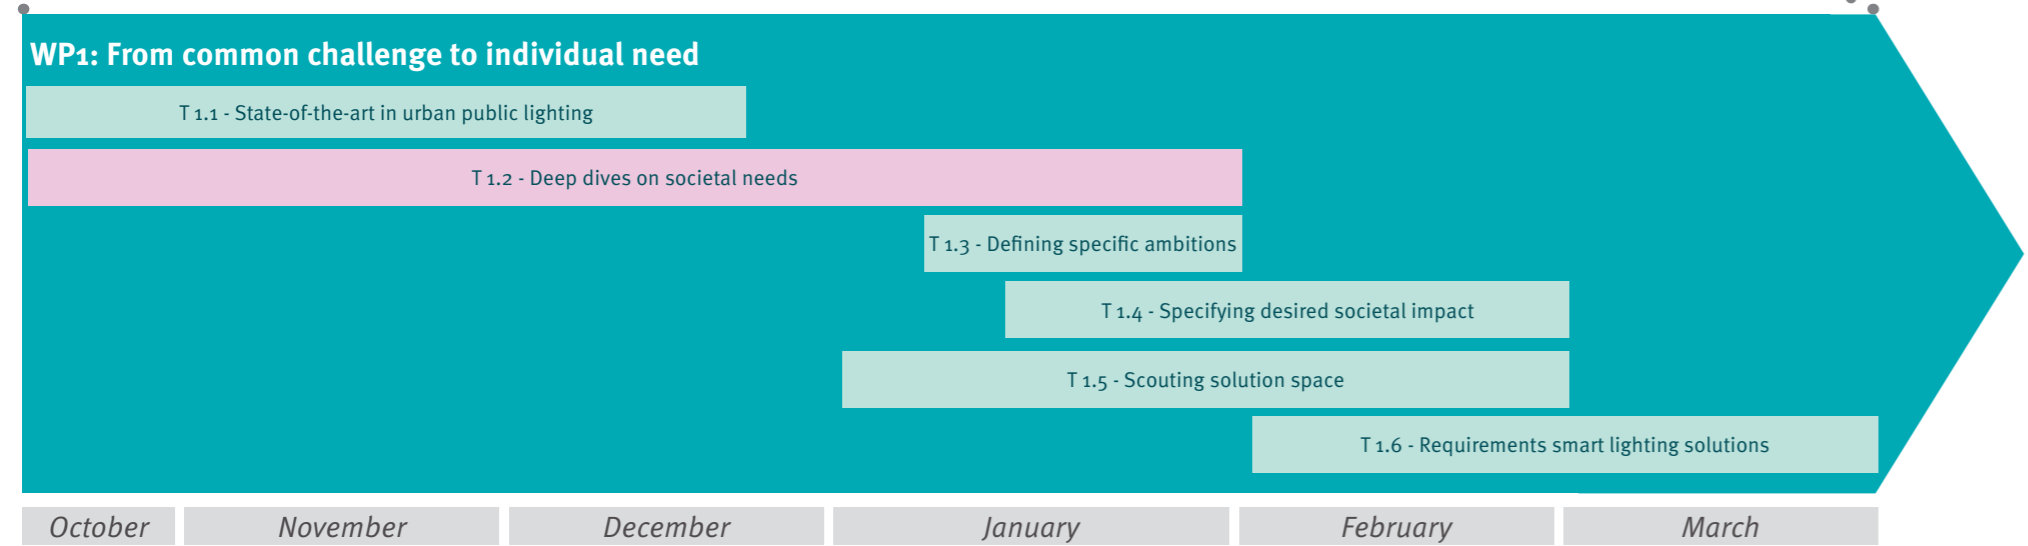 WP1: From common challenge to individual need
T 1.1 - State-of-the-art in urban public lighting
T 1.2 - Deep dives on societal needs
T 1.3 - Defining specific ambitions
T 1.4 - Specifying desired societal impact
T 1.5 - Scouting solution space
T 1.6 - Requirements smart lighting solutions
October November December January February March